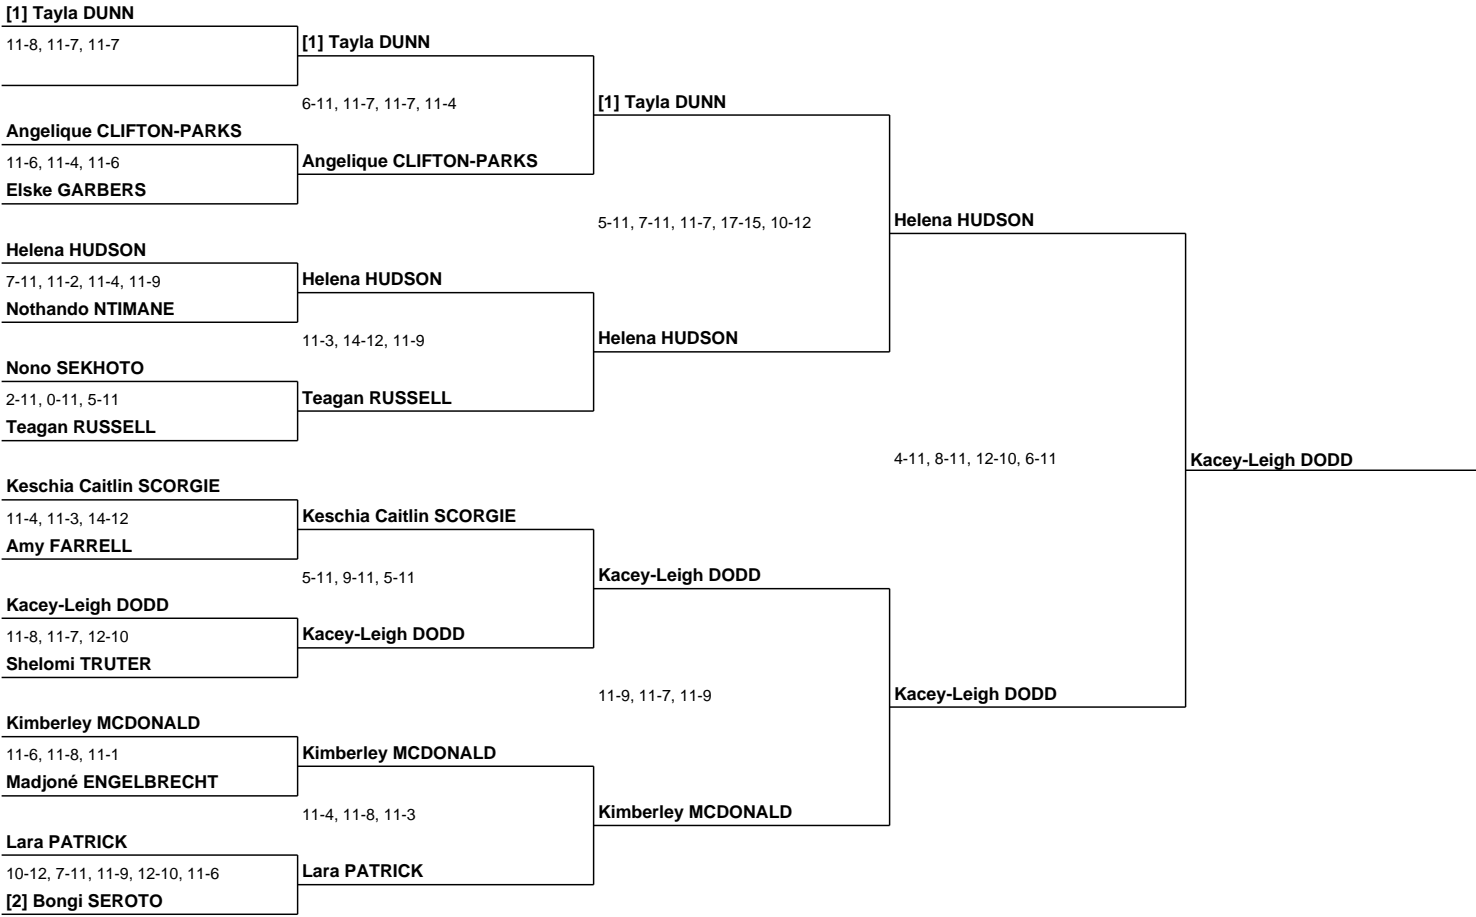 [1] Tayla DUNN
11-8, 11-7, 11-7
Angelique CLIFTON-PARKS
11-6, 11-4, 11-6
Elske GARBERS
Helena HUDSON
7-11, 11-2, 11-4, 11-9
Nothando NTIMANE
Nono SEKHOTO
2-11, 0-11, 5-11
Teagan RUSSELL
Keschia Caitlin SCORGIE
11-4, 11-3, 14-12
Amy FARRELL
Kacey-Leigh DODD
11-8, 11-7, 12-10
Shelomi TRUTER
Kimberley MCDONALD
11-6, 11-8, 11-1
Madjoné ENGELBRECHT
Lara PATRICK
10-12, 7-11, 11-9, 12-10, 11-6
[2] Bongi SEROTO
[1] Tayla DUNN
6-11, 11-7, 11-7, 11-4
Angelique CLIFTON-PARKS
Helena HUDSON
11-3, 14-12, 11-9
Teagan RUSSELL
Keschia Caitlin SCORGIE
5-11, 9-11, 5-11
Kacey-Leigh DODD
Kimberley MCDONALD
11-4, 11-8, 11-3
Lara PATRICK
[1] Tayla DUNN
5-11, 7-11, 11-7, 17-15, 10-12
Helena HUDSON
Kacey-Leigh DODD
11-9, 11-7, 11-9
Kimberley MCDONALD
Helena HUDSON
4-11, 8-11, 12-10, 6-11
Kacey-Leigh DODD
Kacey-Leigh DODD